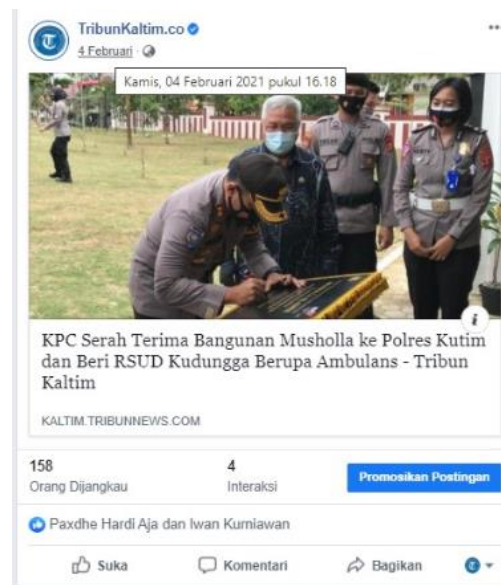 TribunKaltim.co
4 Februari
Kamis, 04 Februari 2021 pukul 16.18
KPC Serah Terima Bangunan Musholla ke Polres Kutim
dan Beri RSUD Kudungga Berupa Ambulans - Tribun
Kaltim
KALTIM.TRIBUNNEWS.COM
158
Orang Dijangkau
4
Interaksi
Promosikan Postingan
Paxdhe Hardi Aja dan Iwan Kurniawan
Suka
Komentari
Bagikan